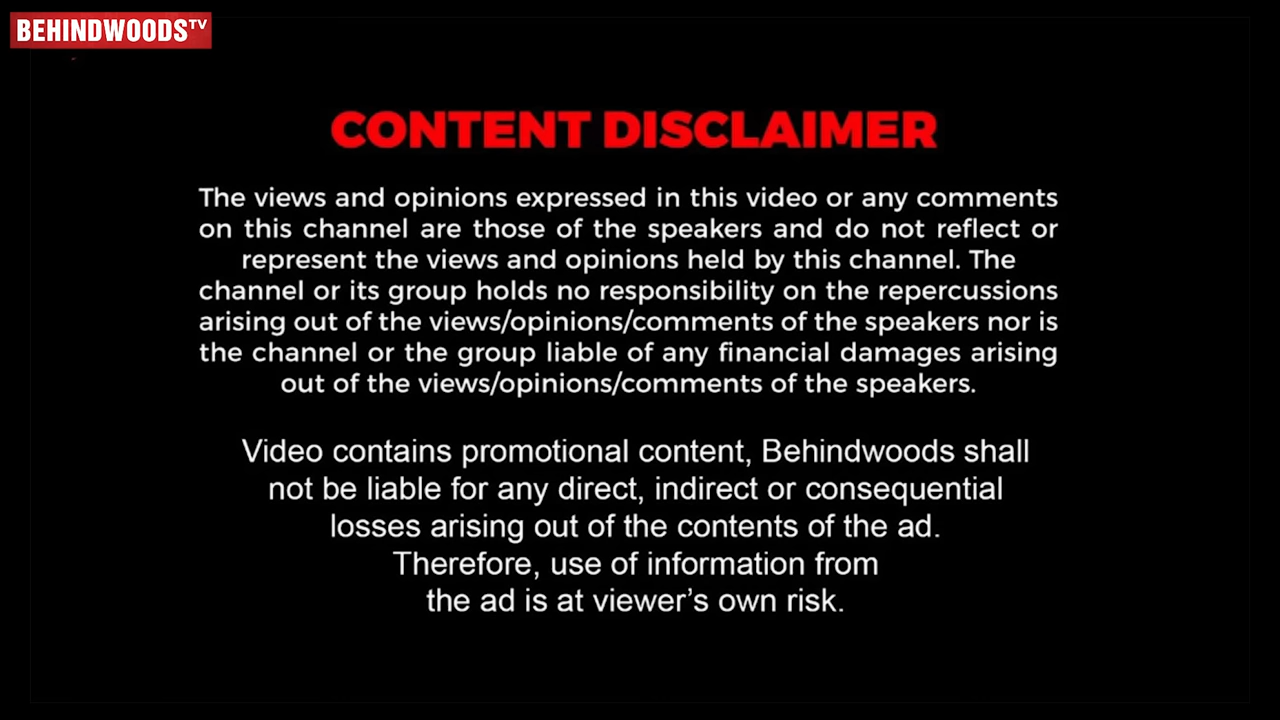 BEHINDWOODS TV
CONTENT DISCLAIMER
The views and opinions expressed in this video or any comments
on this channel are those of the speakers and do not reflect or
represent the views and opinions held by this channel. The
channel or its group holds no responsibility on the repercussions
arising out of the views/opinions/comments of the speakers nor is
the channel or the group liable of any financial damages arising
out of the views/opinions/comments of the speakers.
Video contains promotional content, Behindwoods shall
not be liable for any direct, indirect or consequential
losses arising out of the contents of the ad.
Therefore, use of information from
the ad is at viewer’s own risk.